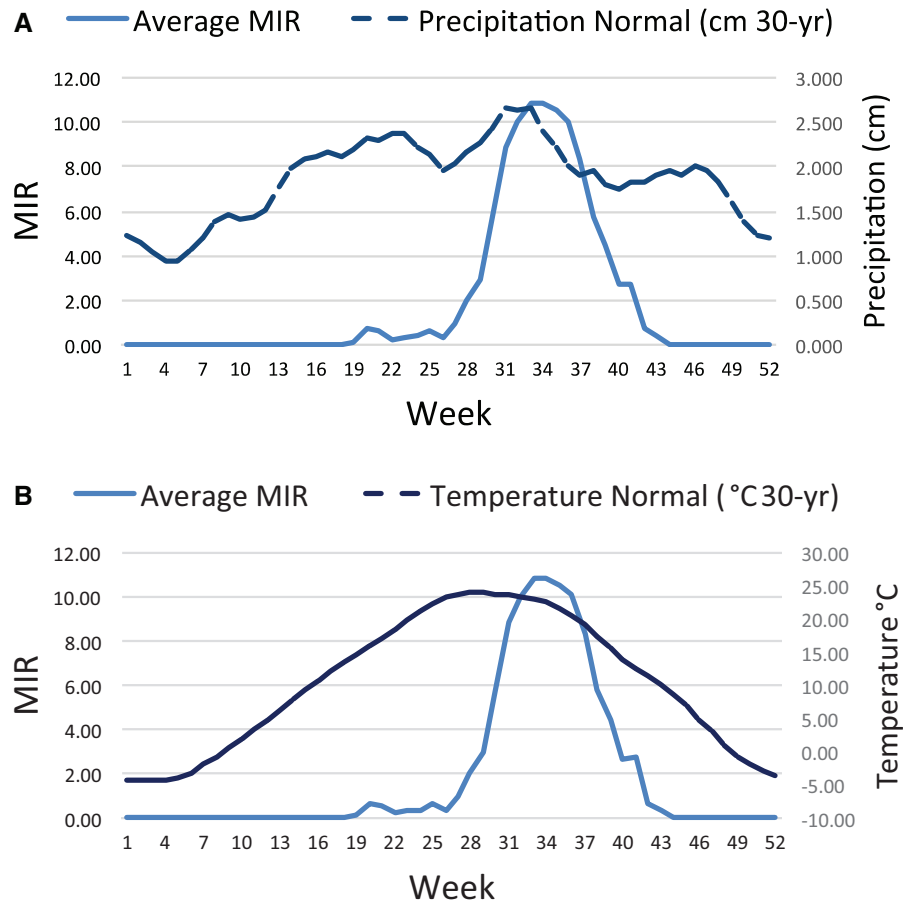 A
Average MIR Precipitation Normal (cm 30-yr)
12.00 3.000
10.00 2.500
8.00 2.000
6.00 1.500
4.00 1.000
2.00 0.500
0.00 0.000
MIR
Precipitation (cm)
1 4 7 10 13 16 19 22 25 28 31 34 37 40 43 46 49 52
Week
B
Average MIR Temperature Normal (°C30-yr)
12.00 30.00
10.00 25.00
8.00 20.00
6.00 15.00
4.00 10.00
2.00 5.00
0.00 0.00
-5.00
-10.00
MIR
Temperature°C
1 4 7 10 13 16 19 22 25 28 31 34 37 40 43 46 49 52
Week